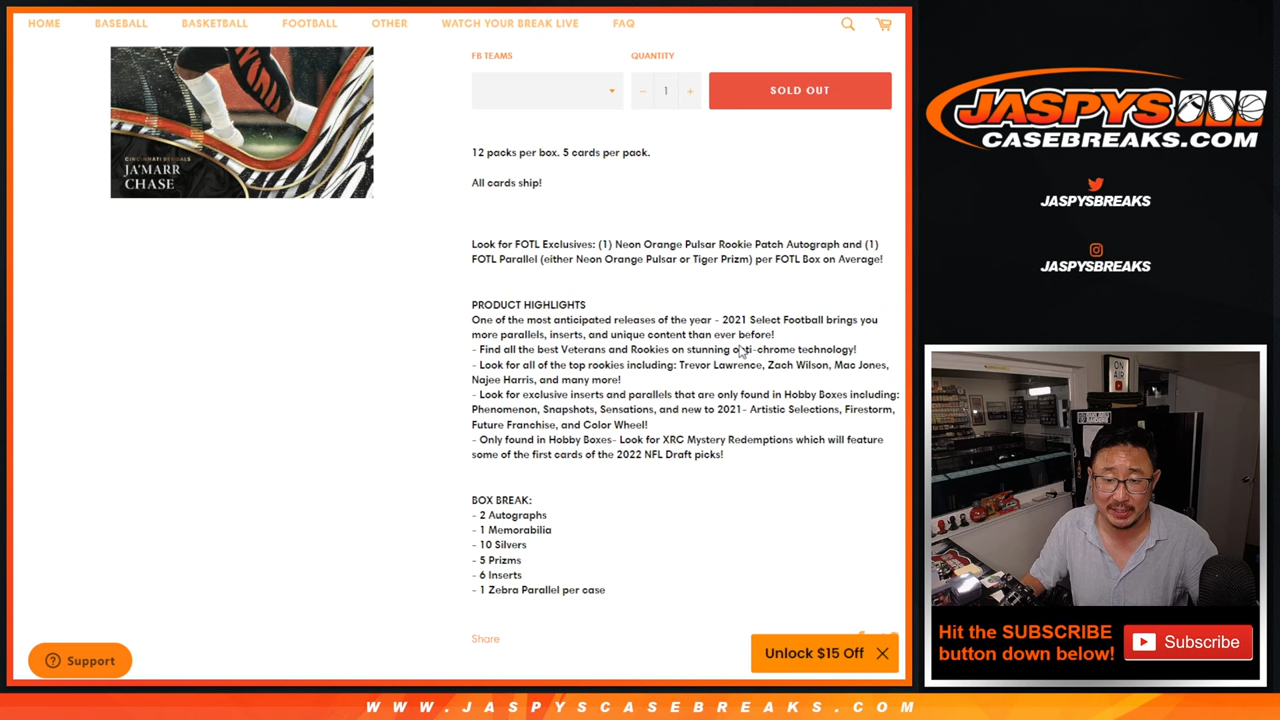 HOME BASEBALL BASKETBALL FOOTBALL OTHER WATCH YOUR BREAK LIVE FAQ
FB TEAMS QUANTITY
− 1 + SOLD OUT
CINCINNATI BENGALS
JA'MARR
CHASE
12 packs per box. 5 cards per pack.
All cards ship!
Look for FOTL Exclusives: (1) Neon Orange Pulsar Rookie Patch Autograph and (1)
FOTL Parallel (either Neon Orange Pulsar or Tiger Prizm) per FOTL Box on Average!
PRODUCT HIGHLIGHTS
One of the most anticipated releases of the year - 2021 Select Football brings you
more parallels, inserts, and unique content than ever before!
- Find all the best Veterans and Rookies on stunning opti-chrome technology!
- Look for all of the top rookies including: Trevor Lawrence, Zach Wilson, Mac Jones,
Najee Harris, and many more!
- Look for exclusive inserts and parallels that are only found in Hobby Boxes including:
Phenomenon, Snapshots, Sensations, and new to 2021- Artistic Selections, Firestorm,
Future Franchise, and Color Wheel!
- Only found in Hobby Boxes- Look for XRC Mystery Redemptions which will feature
some of the first cards of the 2022 NFL Draft picks!
BOX BREAK:
- 2 Autographs
- 1 Memorabilia
- 10 Silvers
- 5 Prizms
- 6 Inserts
- 1 Zebra Parallel per case
Share
Support
Unlock $15 Off
JASPYS
CASEBREAKS.COM
JASPYSBREAKS
JASPYSBREAKS
ON
AIR
Hit the SUBSCRIBE
button down below!
Subscribe
WWW.JASPYSCASEBREAKS.COM